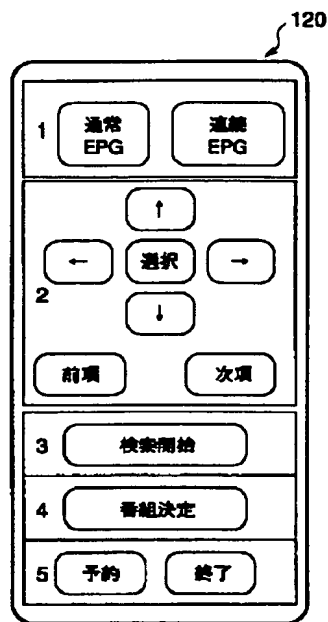 120
1 通常 EPG 連続 EPG
↑
← 選択 →
2
↓
前項 次項
3 検索開始
4 番組決定
5 予約 終了